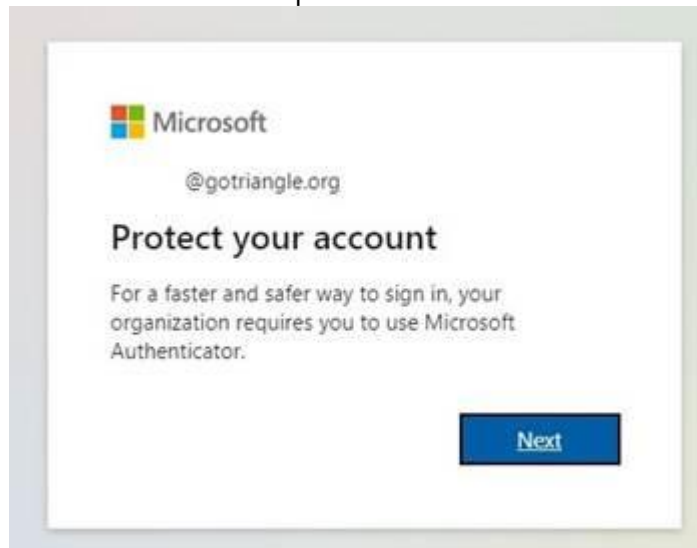 Microsoft
@gotriangle.org
Protect your account
For a faster and safer way to sign in, your
organization requires you to use Microsoft
Authenticator.
Next